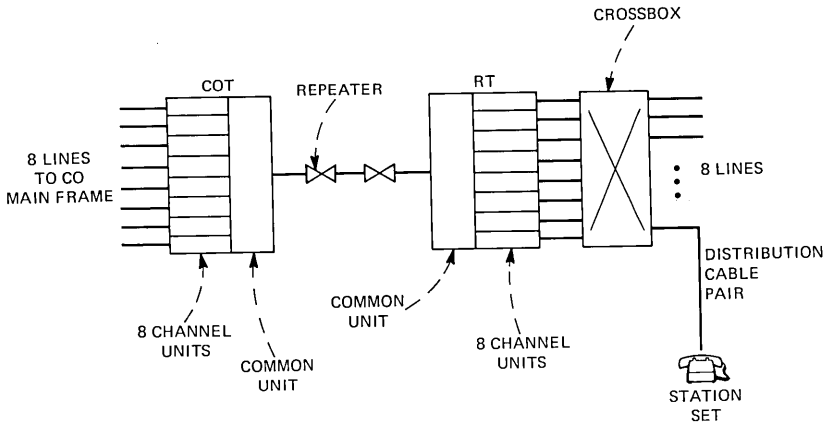 CROSSBOX
COT
REPEATER
RT
8 LINES
TO CO
MAIN FRAME
8 LINES
DISTRIBUTION
CABLE
PAIR
COMMON
UNIT
8 CHANNEL
UNITS
COMMON
UNIT
8 CHANNEL
UNITS
STATION
SET